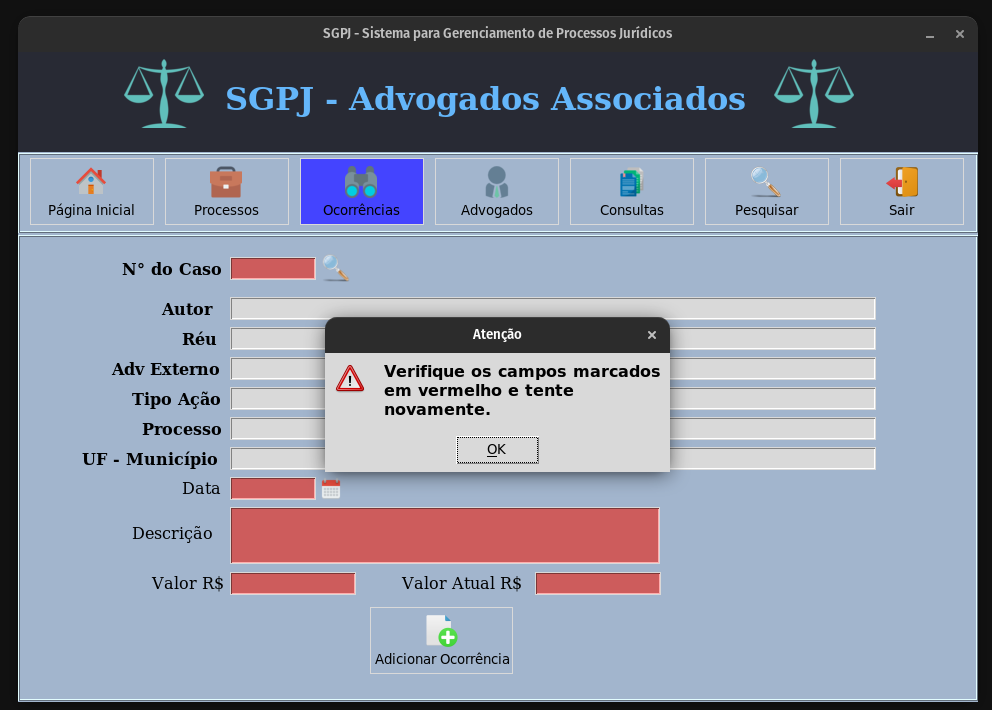 SGPJ - Sistema para Gerenciamento de Processos Jurídicos
SGPJ - Advogados Associados
Página Inicial
Processos
Ocorrências
Advogados
Consultas
Pesquisar
Sair
N° do Caso
Autor
Réu
Adv Externo
Tipo Ação
Processo
UF - Município
Data
Descrição
Valor R$
Valor Atual R$
Adicionar Ocorrência
Atenção
Verifique os campos marcados
em vermelho e tente
novamente.
OK